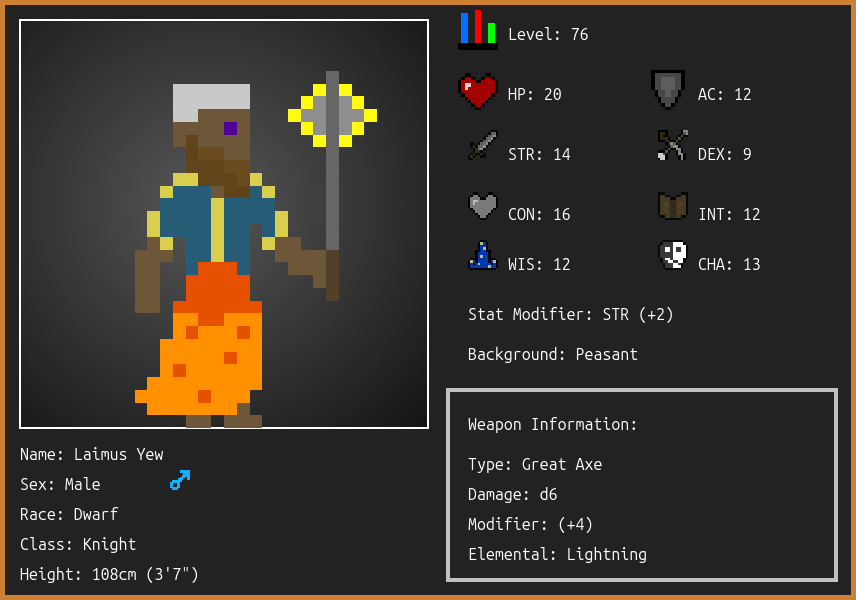 Level: 76
HP: 20
AC: 12
STR: 14
DEX: 9
CON: 16
INT: 12
WIS: 12
CHA: 13
Stat Modifier: STR (+2)
Background: Peasant
Weapon Information:
Type: Great Axe
Damage: d6
Modifier: (+4)
Elemental: Lightning
Name: Laimus Yew
Sex: Male
Race: Dwarf
Class: Knight
Height: 108cm (3'7")